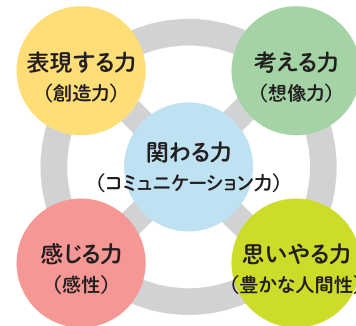 表現する力
（創造力）
考える力
（想像力）
関わる力
（コミュニケーション力）
感じる力
（感性）
思いやる力
（豊かな人間性）